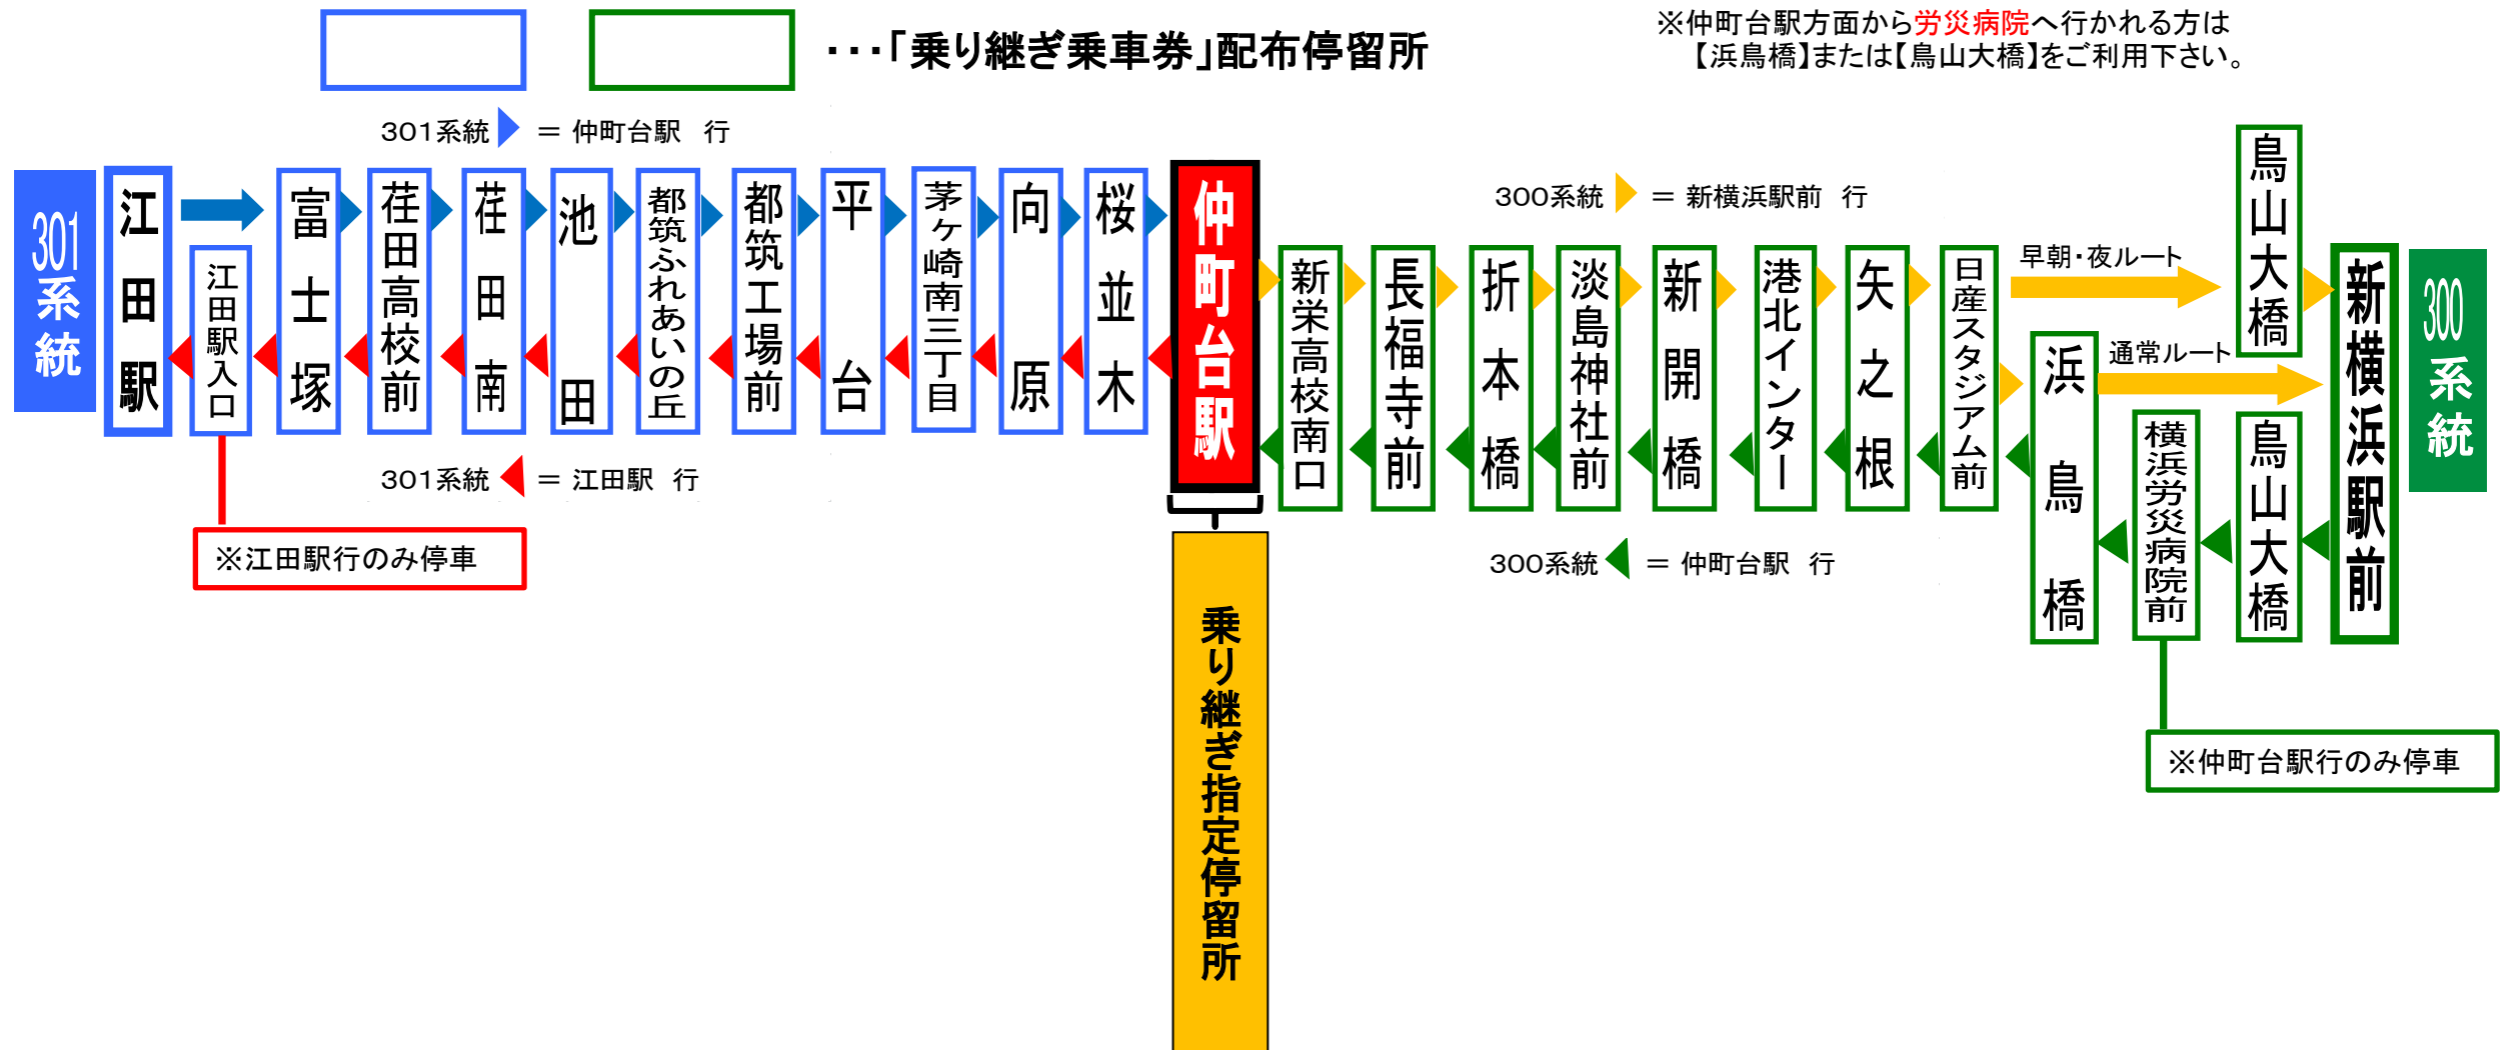 ・・・「乗り継ぎ乗車券」配布停留所
※仲町台駅方面から労災病院へ行かれる方は
【浜鳥橋】または【鳥山大橋】をご利用下さい。
301系統 ＝ 仲町台駅 行
300系統 ＝ 新横浜駅前 行
301系統
江田駅
江田駅入口
富士塚
荏田高校前
荏田南
池田
都筑ふれあいの丘
都筑工場前
平台
茅ケ崎南三丁目
向原
桜並木
仲町台駅
新栄高校南口
長福寺前
折本橋
淡島神社前
新開橋
港北インター
矢之根
日産スタジアム前
早朝・夜ルート
鳥山大橋
通常ルート
浜鳥橋
横浜労災病院前
鳥山大橋
新横浜駅前
300系統
301系統 ＝ 江田駅 行
※江田駅行のみ停車
300系統 ＝ 仲町台駅 行
※仲町台駅行のみ停車
乗り継ぎ指定停留所